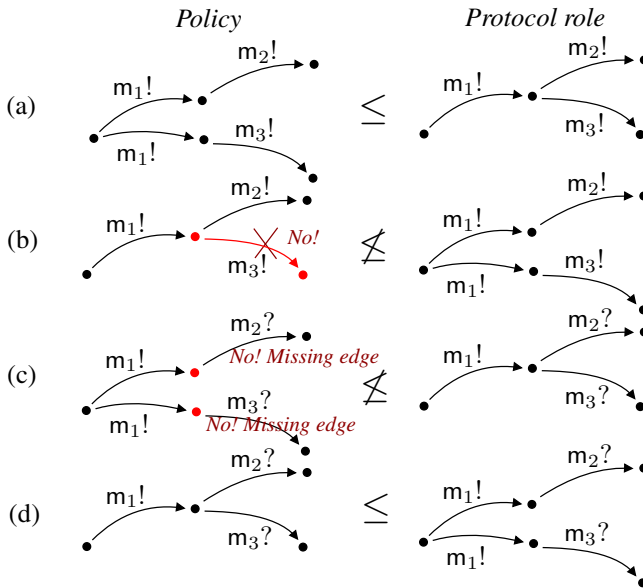 Policy Protocol role
(a) m₁! m₂! m₁! m₃! ≤ m₁! m₂! m₃!
(b) m₁! m₂! m₃! No! ≰ m₁! m₂! m₁! m₃!
(c) m₁! m₂? No! Missing edge m₁! m₃? No! Missing edge ≰ m₁! m₂? m₃?
(d) m₁! m₂? m₃? ≤ m₁! m₂? m₁! m₃?